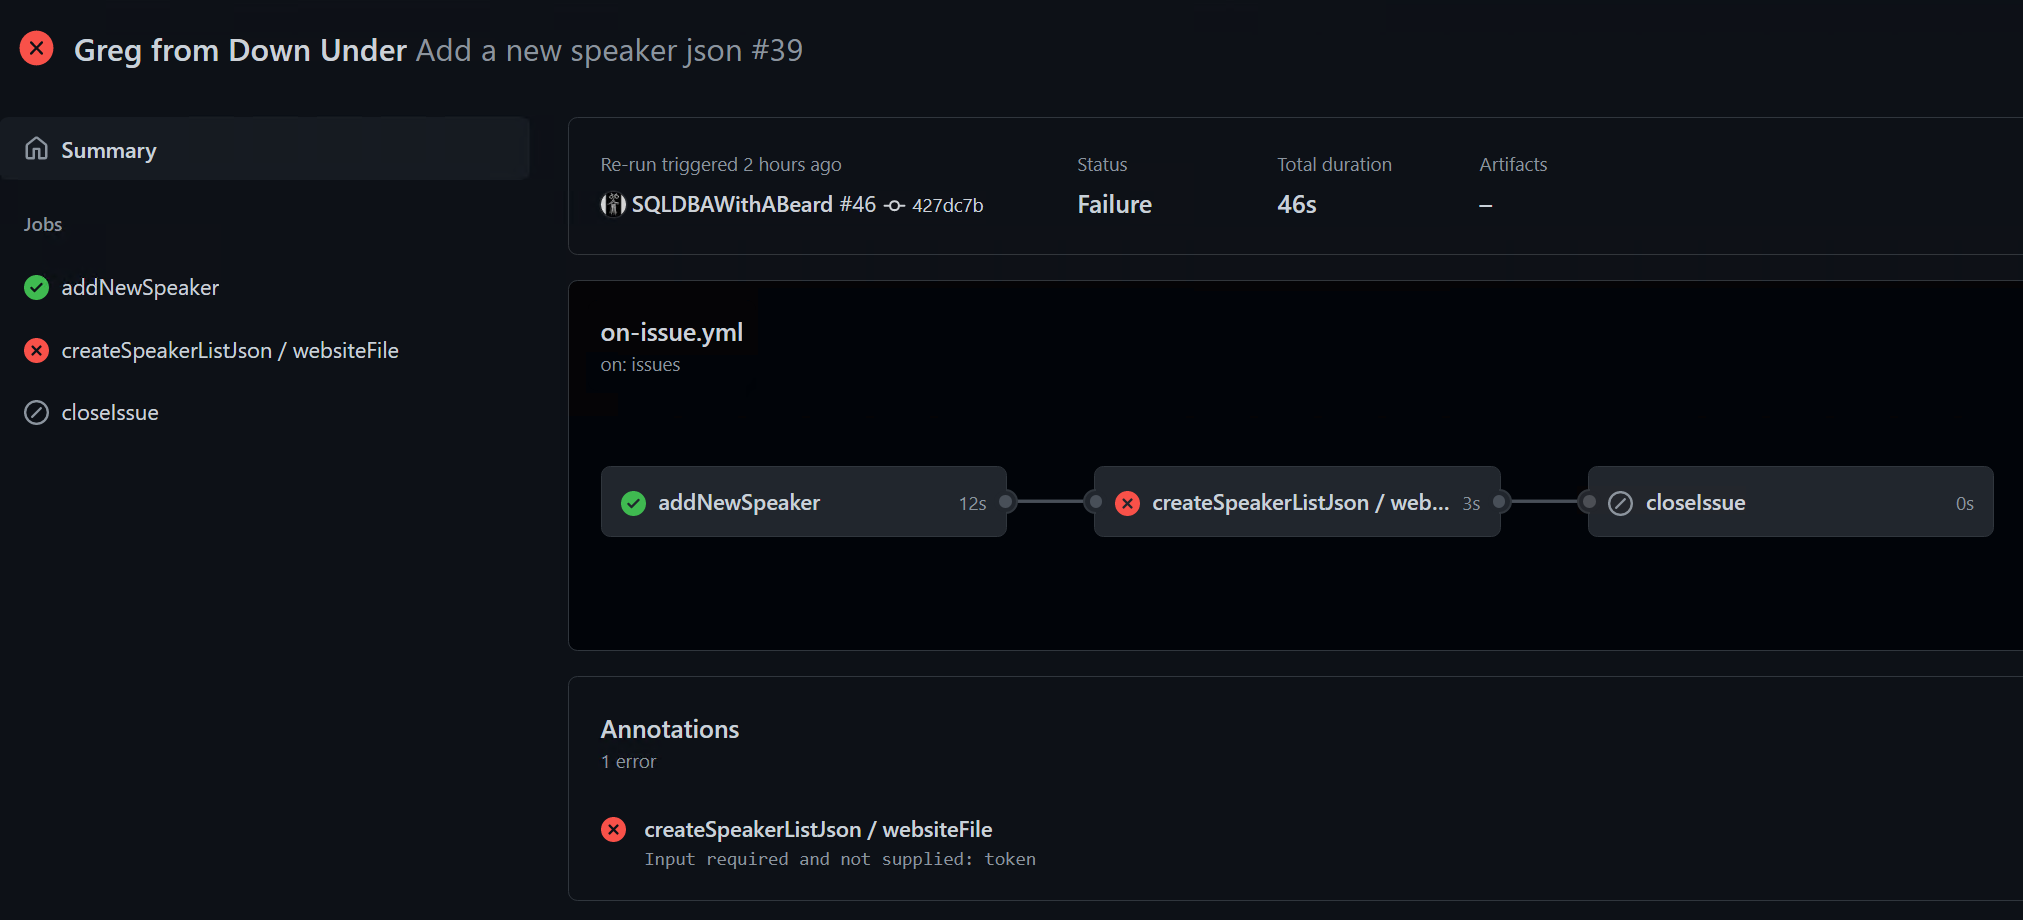 Greg from Down Under Add a new speaker json #39
Summary
Jobs
addNewSpeaker
createSpeakerListJson / websiteFile
closeIssue
Re-run triggered 2 hours ago
SQLDBAWithABeard #46 427dc7b
Status
Failure
Total duration
46s
Artifacts
–
on-issue.yml
on: issues
addNewSpeaker 12s
createSpeakerListJson / web... 3s
closeIssue 0s
Annotations
1 error
createSpeakerListJson / websiteFile
Input required and not supplied: token